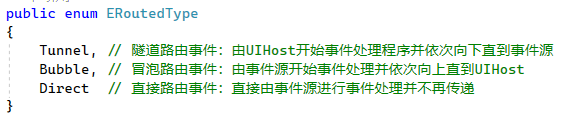 public enum ERoutedType
{
Tunnel, // 隧道路由事件：由UIHost开始事件处理程序并依次向下直到事件源
Bubble, // 冒泡路由事件：由事件源开始事件处理并依次向上直到UIHost
Direct // 直接路由事件：直接由事件源进行事件处理并不再传递
}